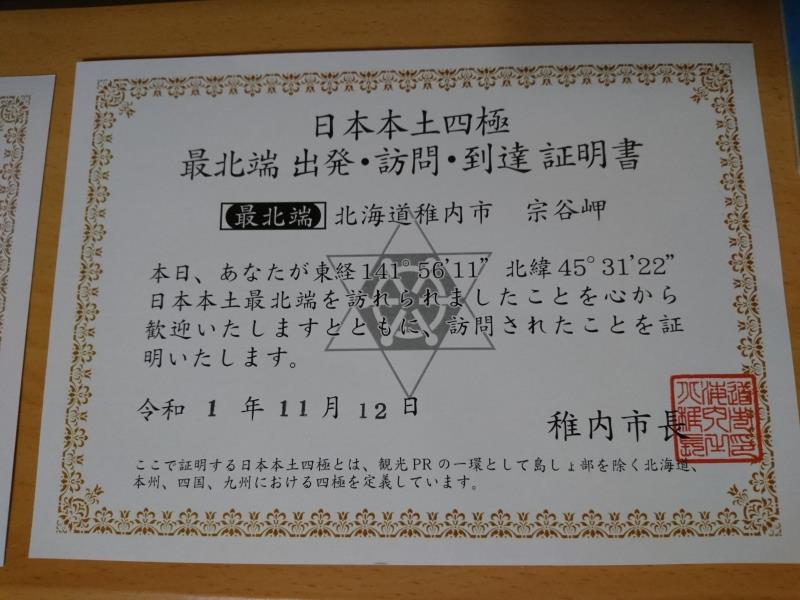 日本本土四極
最北端 出発・訪問・到達 証明書
最北端 北海道稚内市 宗谷岬
本日、あなたが東経141°56'11” 北緯45°31'22”
日本本土最北端を訪れられましたことを心から
歓迎いたしますとともに、訪問されたことを証
明いたします。
令和 1 年 11 月 12 日
稚内市長
ここで証明する日本本土四極とは、観光PRの一環として島しょ部を除く北海道、
本州、四国、九州における四極を定義しています。